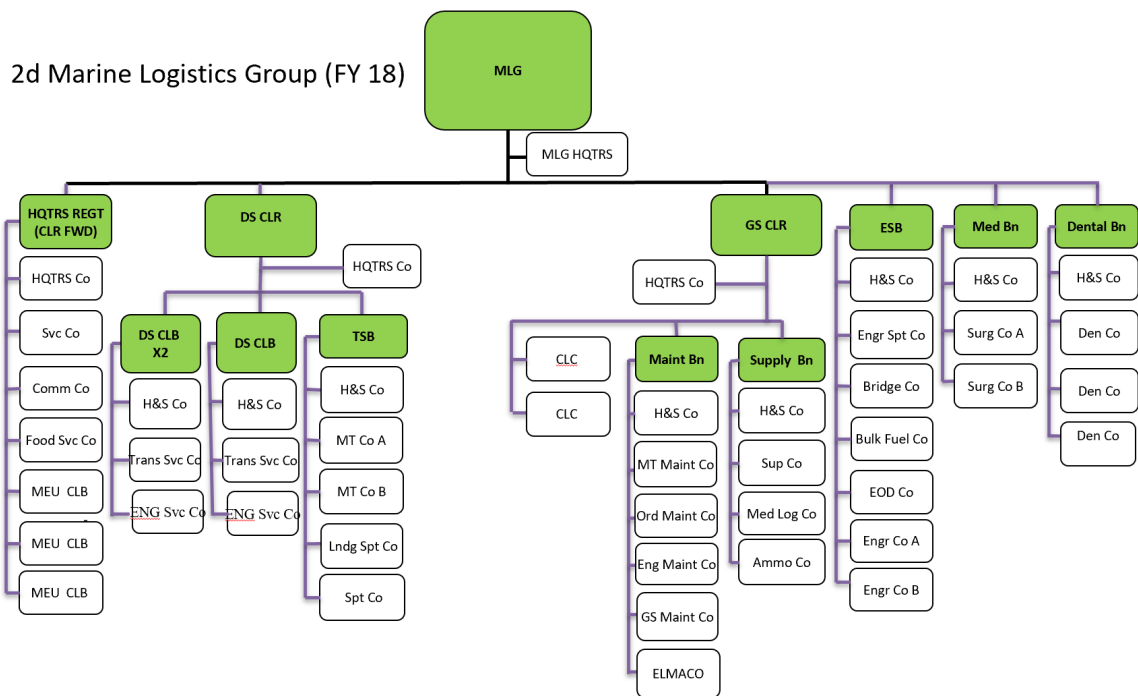 2d Marine Logistics Group (FY 18)
MLG
MLG HQTRS
HQTRS REGT
(CLR FWD)
HQTRS Co
Svc Co
Comm Co
Food Svc Co
MEU CLB
MEU CLB
MEU CLB
DS CLR
HQTRS Co
DS CLB
X2
H&S Co
Trans Svc Co
ENG Svc Co
DS CLB
H&S Co
Trans Svc Co
ENG Svc Co
TSB
H&S Co
MT Co A
MT Co B
Lndg Spt Co
Spt Co
GS CLR
HQTRS Co
CLC
CLC
Maint Bn
H&S Co
MT Maint Co
Ord Maint Co
Eng Maint Co
GS Maint Co
ELMACO
Supply Bn
H&S Co
Sup Co
Med Log Co
Ammo Co
ESB
H&S Co
Engr Spt Co
Bridge Co
Bulk Fuel Co
EOD Co
Engr Co A
Engr Co B
Med Bn
H&S Co
Surg Co A
Surg Co B
Dental Bn
H&S Co
Den Co
Den Co
Den Co